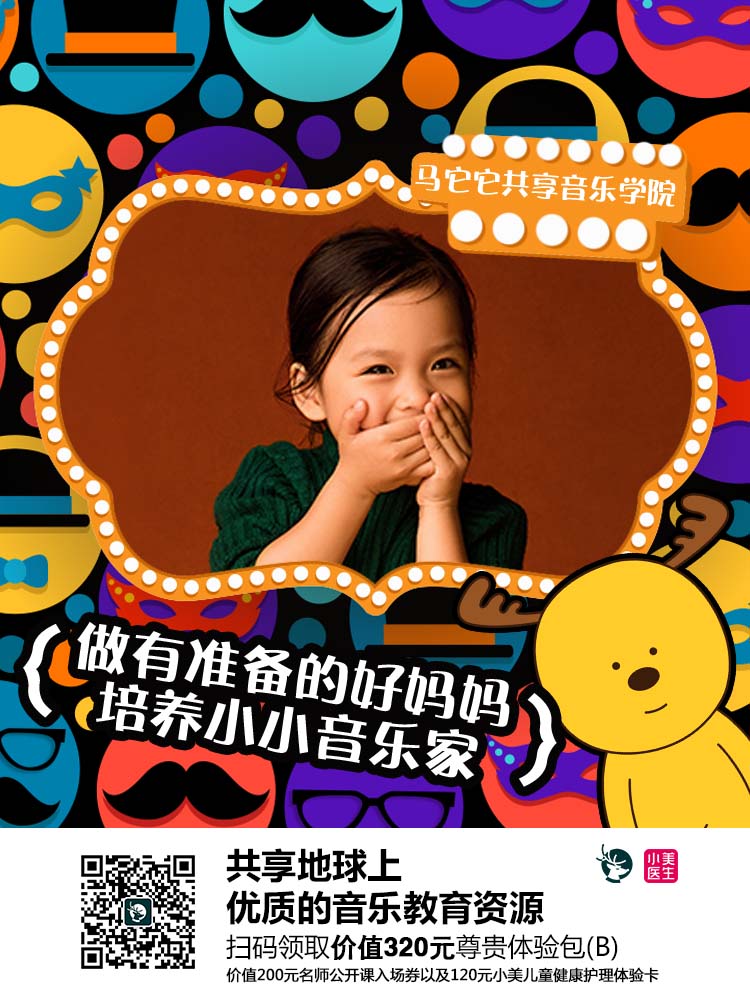 马它它共享音乐学院
做有准备的好妈妈
培养小小音乐家
共享地球上
优质的音乐教育资源
扫码领取价值320元尊贵体验包(B)
价值200元名师公开课入场券以及120元小美儿童健康护理体验卡
小美
医生